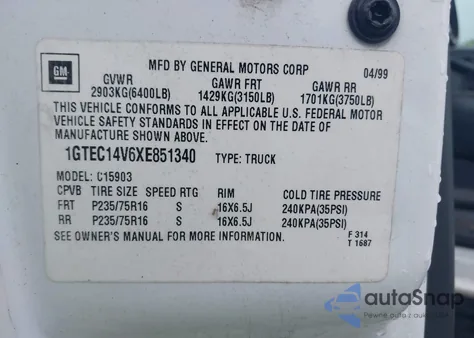 GM
MFD BY GENERAL MOTORS CORP 04/99
GVWR GAWR FRT GAWR RR
2903KG(6400LB) 1429KG(3150LB) 1701KG(3750LB)
THIS VEHICLE CONFORMS TO ALL APPLICABLE U.S. FEDERAL MOTOR
VEHICLE SAFETY STANDARDS IN EFFECT ON THE DATE OF
MANUFACTURE SHOWN ABOVE.
1GTEC14V6XE851340 TYPE: TRUCK
MODEL: C15903
CPVB TIRE SIZE SPEED RTG RIM COLD TIRE PRESSURE
FRT P235/75R16 S 16X6.5J 240KPA(35PSI)
RR P235/75R16 S 16X6.5J 240KPA(35PSI)
SEE OWNER'S MANUAL FOR MORE INFORMATION. F 314
T 1687
autoSnap
Pewne auta z